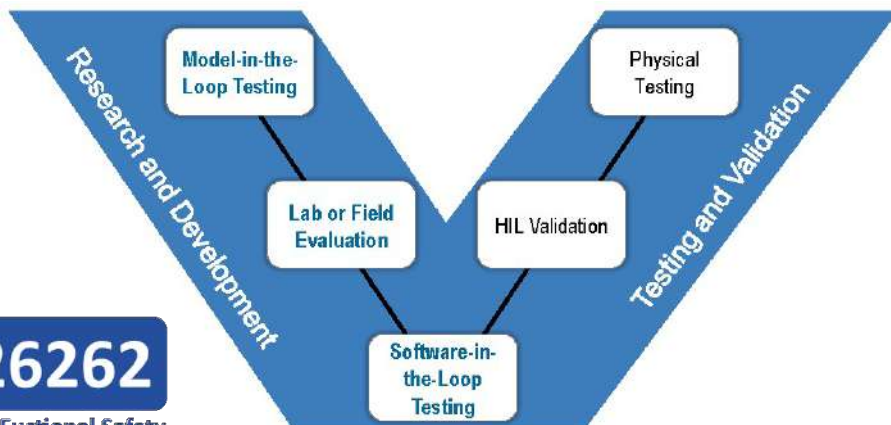 Model-in-the-
Loop Testing
Physical
Testing
Research and Development
Testing and Validation
Lab or Field
Evaluation
HIL Validation
Software-in-
the-Loop
Testing
26262
Safety